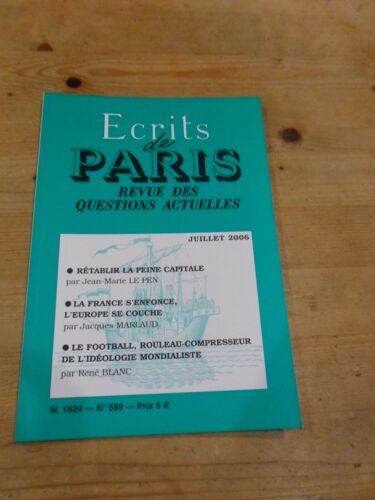 Ecrits
de
PARIS
REVUE DES
QUESTIONS ACTUELLES
JUILLET 2006
● RÉTABLIR LA PEINE CAPITALE
par Jean-Marie LE PEN
● LA FRANCE S'ENFONCE,
L'EUROPE SE COUCHE
par Jacques MARLAUD
● LE FOOTBALL, ROULEAU-COMPRESSEUR
DE L'IDÉOLOGIE MONDIALISTE
par René BLANC
M. 1624 — N° 689 — Prix 5 €